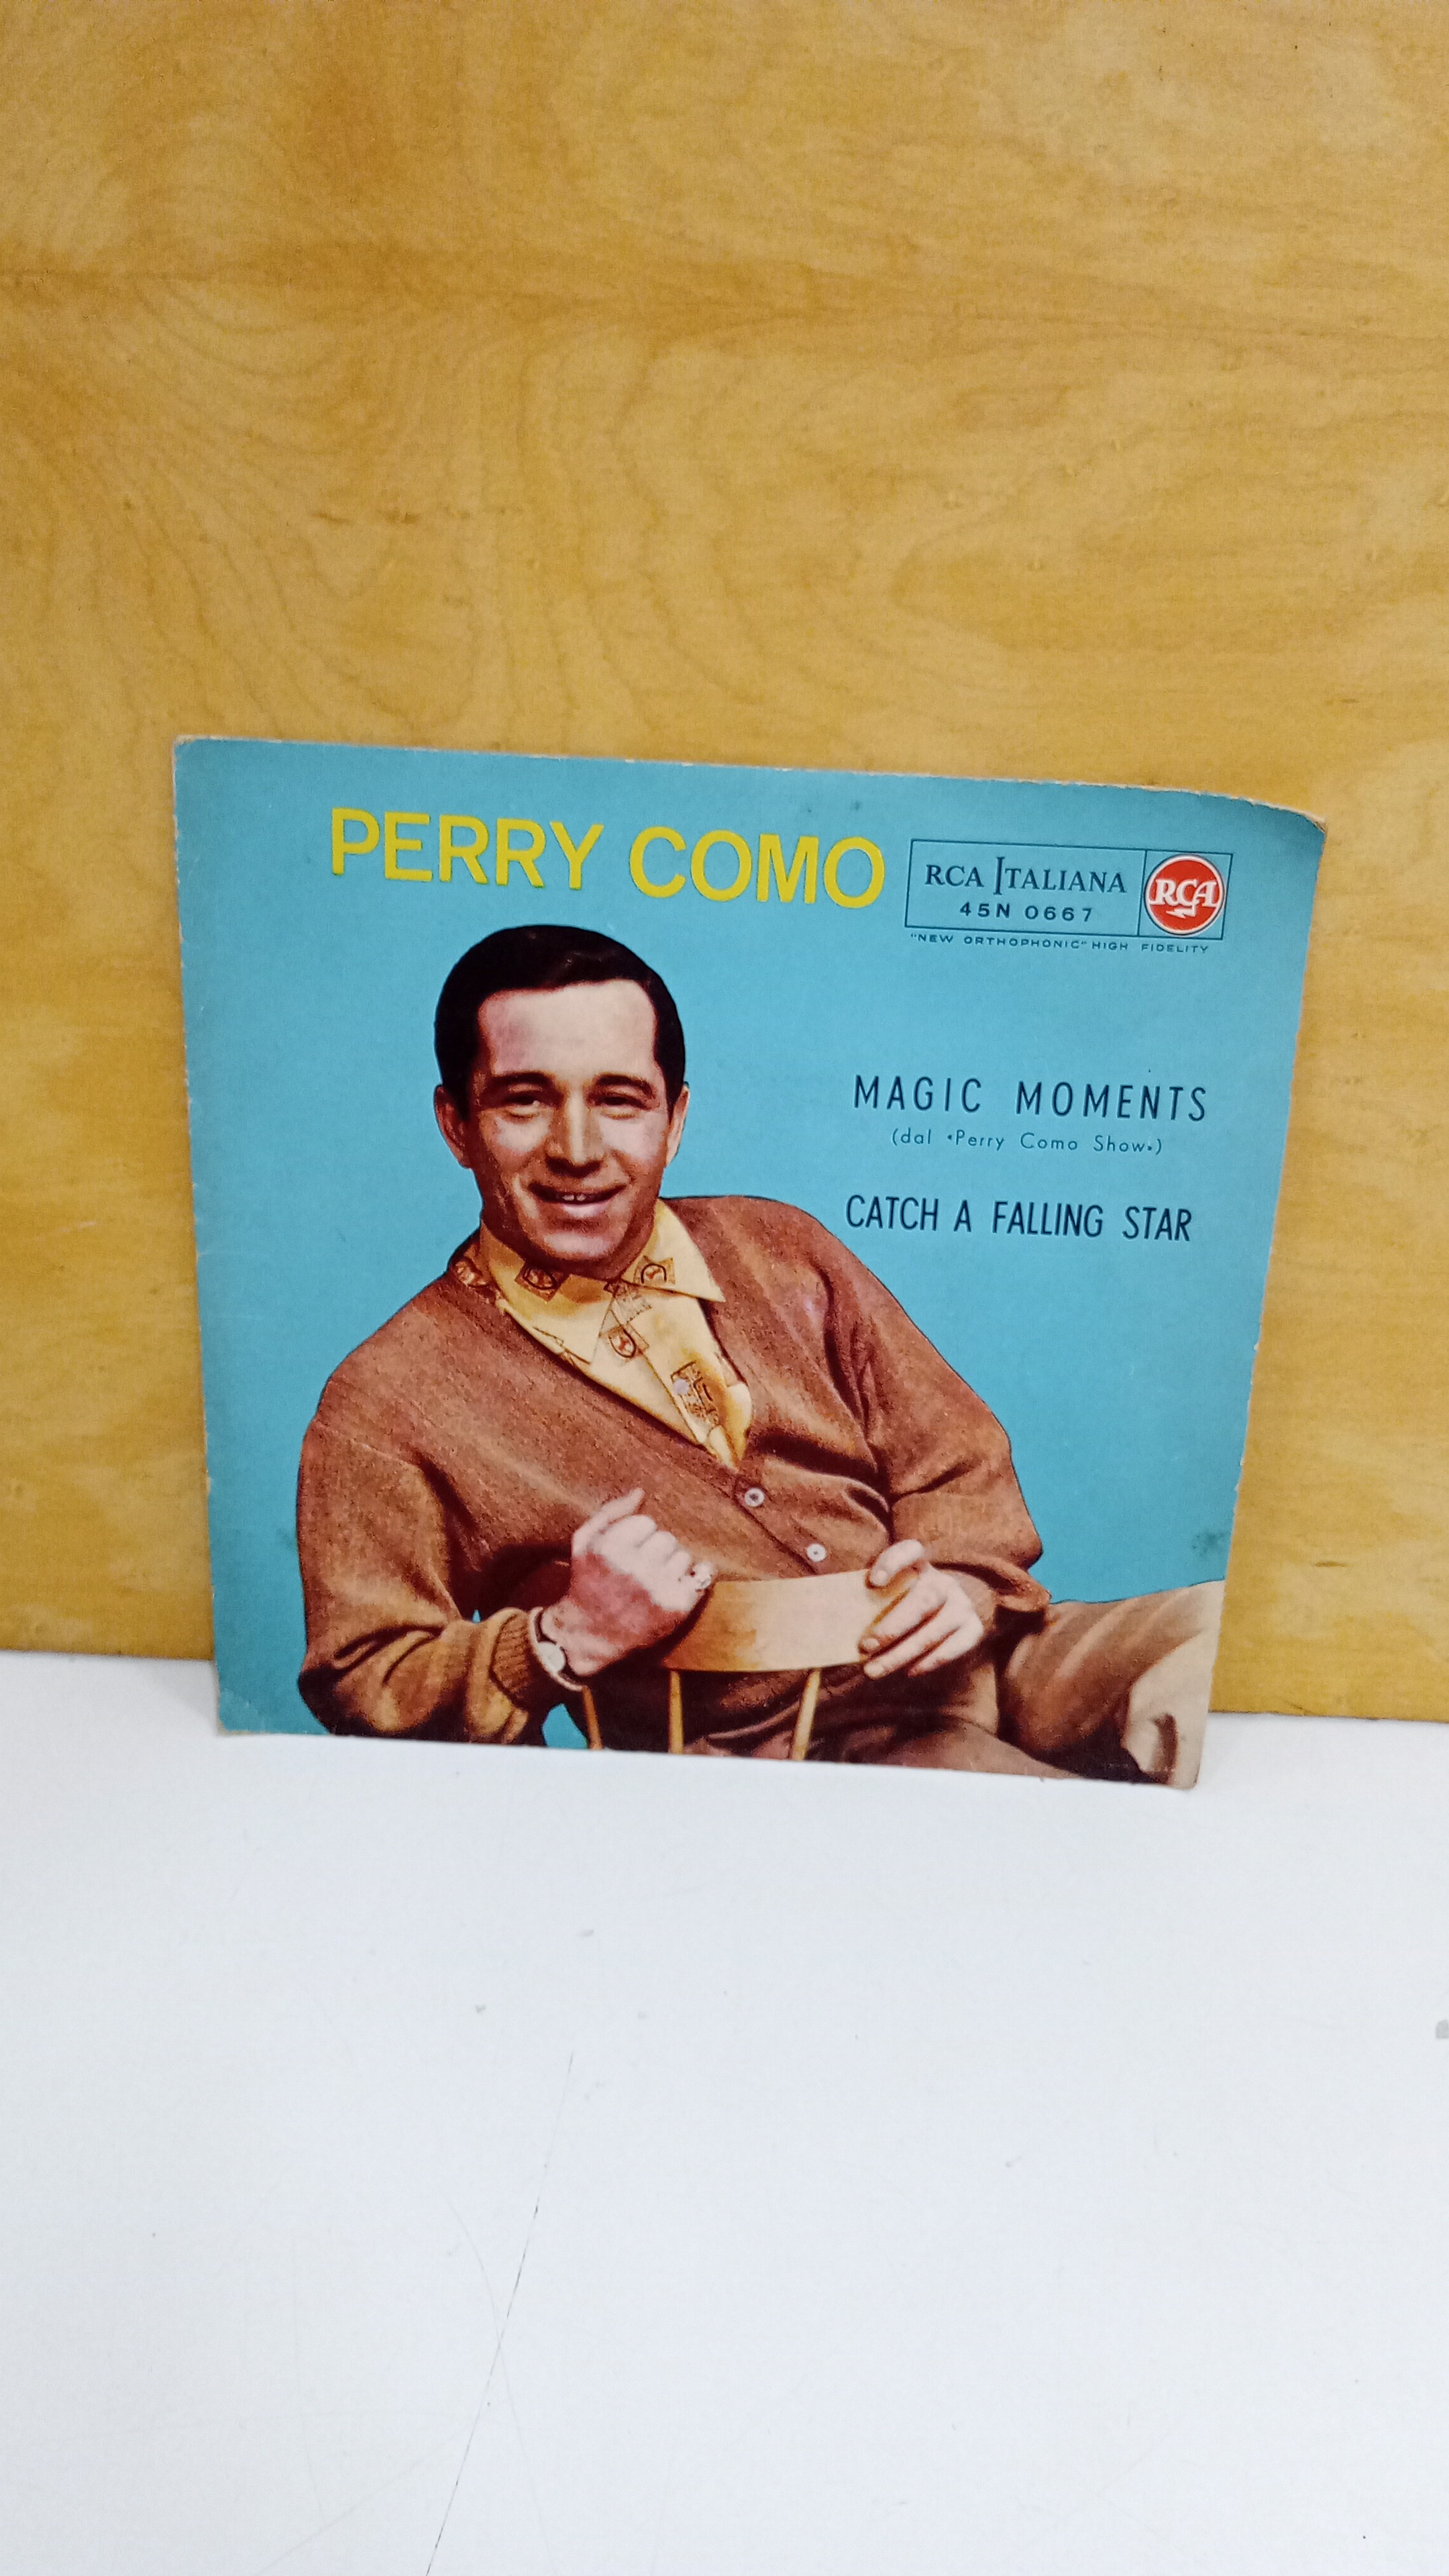 PERRY COMO
RCA ITALIANA
45N 0667
RCA
"NEW ORTHOPHONIC" HIGH FIDELITY
MAGIC MOMENTS
(dal «Perry Como Show»)
CATCH A FALLING STAR